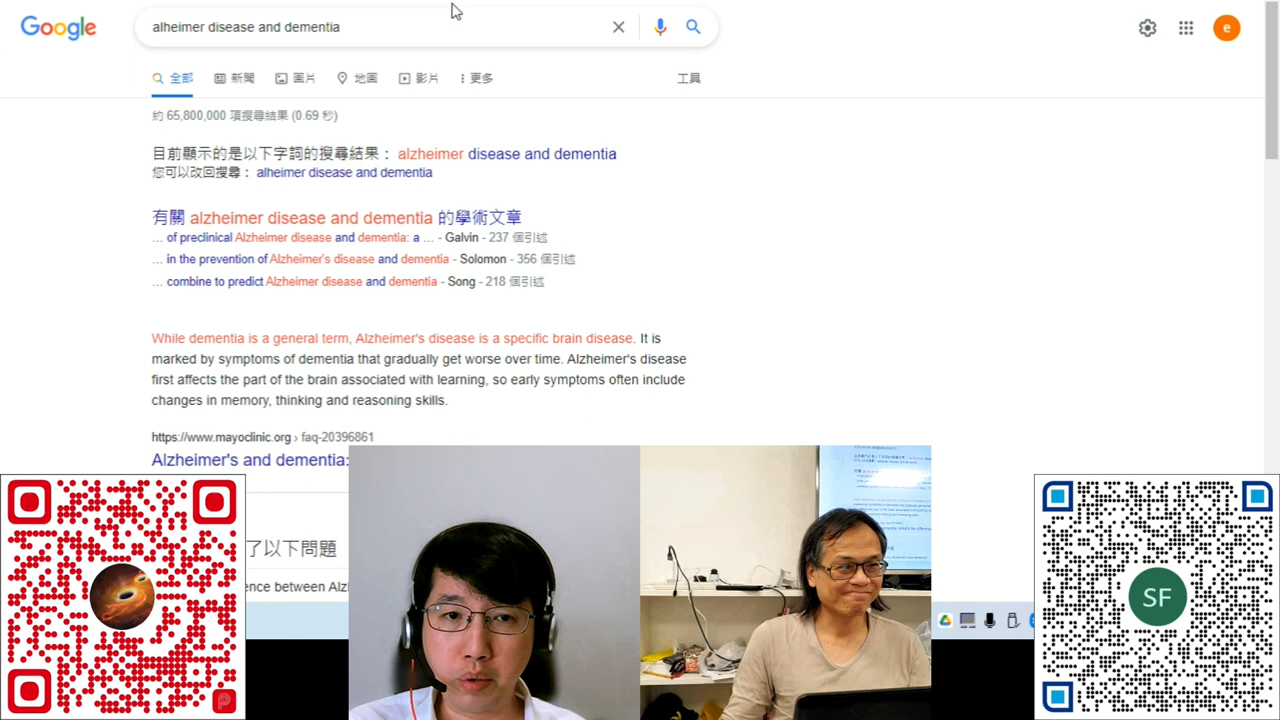 Google
alheimer disease and dementia
e
全部
新聞
圖片
地圖
影片
更多
工具
約 65,800,000 項搜尋結果 (0.69 秒)
目前顯示的是以下字詞的搜尋結果： alzheimer disease and dementia
您可以改回搜尋： alheimer disease and dementia
有關 alzheimer disease and dementia 的學術文章
... of preclinical Alzheimer disease and dementia: a ... - Galvin - 237 個引述
... in the prevention of Alzheimer's disease and dementia - Solomon - 356 個引述
... combine to predict Alzheimer disease and dementia - Song - 218 個引述
While dementia is a general term, Alzheimer's disease is a specific brain disease. It is
marked by symptoms of dementia that gradually get worse over time. Alzheimer's disease
first affects the part of the brain associated with learning, so early symptoms often include
changes in memory, thinking and reasoning skills.
https://www.mayoclinic.org › faq-20396861
Alzheimer's and dementia:
了以下問題
ence between Alz
SF